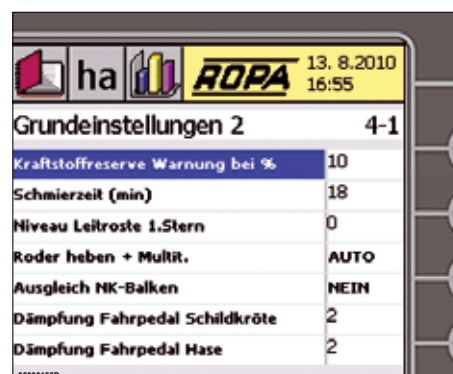 ha ROPA 13. 8.2010
16:55
Grundeinstellungen 2 4-1
Kraftstoffreserve Warnung bei % 10
Schmierzeit (min) 18
Niveau Leitroste 1.Stern 0
Roder heben + Multit. AUTO
Ausgleich NK-Balken NEIN
Dämpfung Fahrpedal Schildkröte 2
Dämpfung Fahrpedal Hase 2